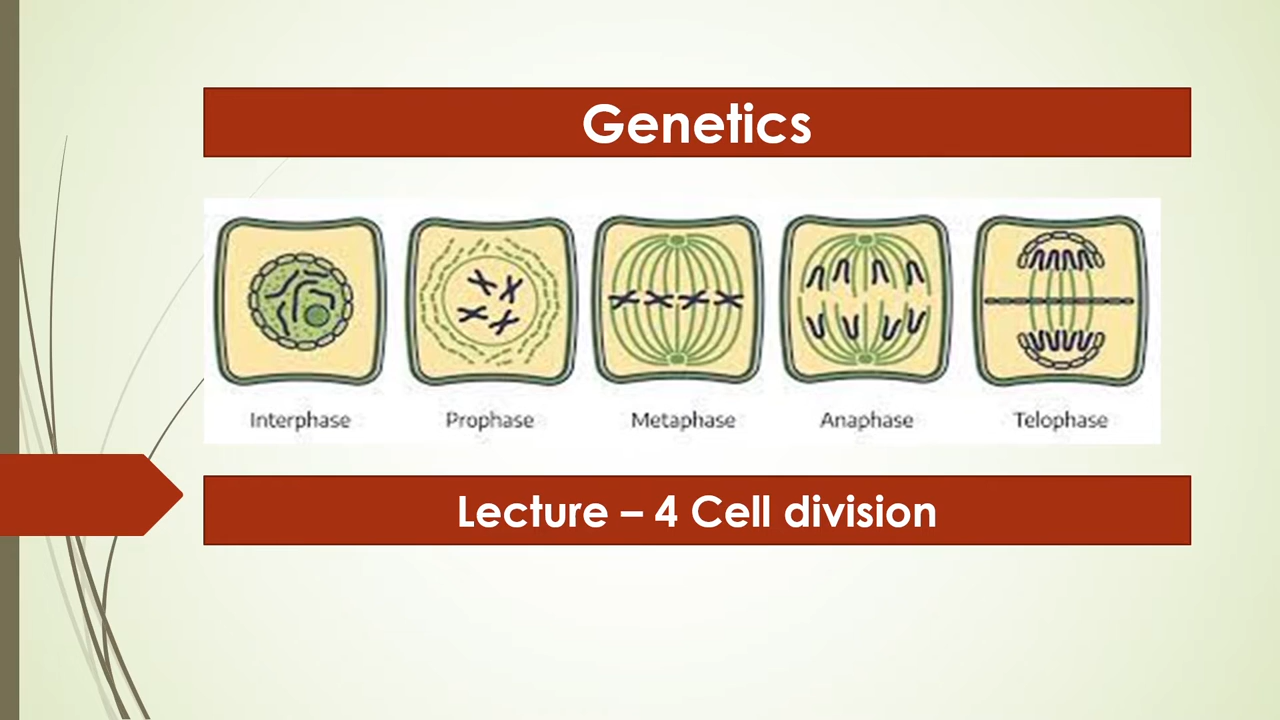 Genetics
Interphase Prophase Metaphase Anaphase Telophase
Lecture – 4 Cell division